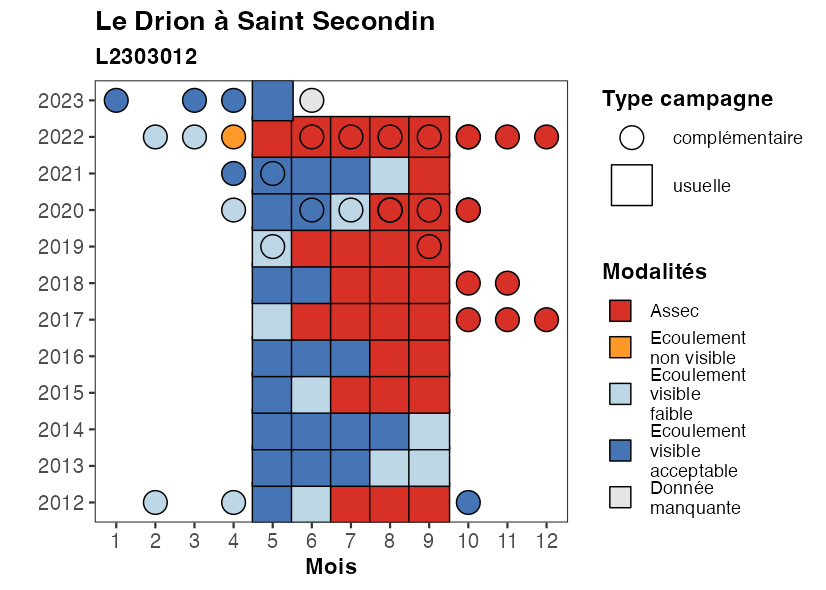 Le Drion à Saint Secondin
L2303012
2023
2022
2021
2020
2019
2018
2017
2016
2015
2014
2013
2012
1 2 3 4 5 6 7 8 9 10 11 12
Mois
Type campagne
complémentaire
usuelle
Modalités
Assec
Ecoulement
non visible
Ecoulement
visible
faible
Ecoulement
visible
acceptable
Donnée
manquante